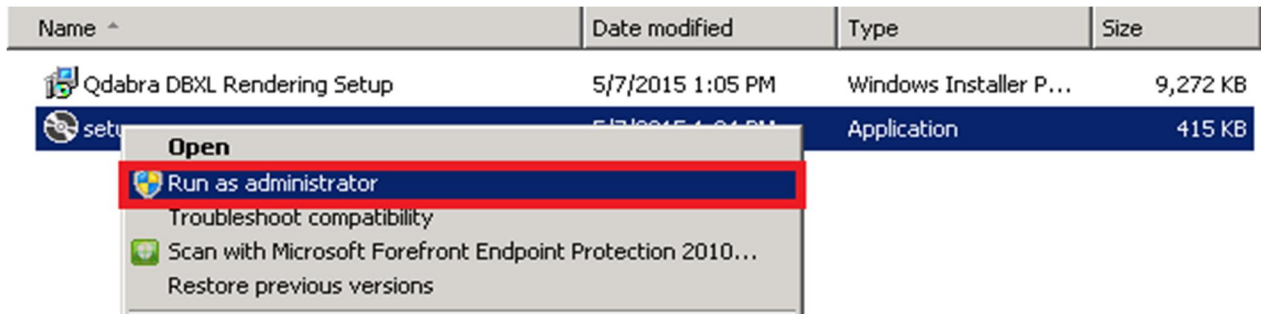 Name Date modified Type Size
Qdabra DBXL Rendering Setup 5/7/2015 1:05 PM Windows Installer P... 9,272 KB
setu Application 415 KB
Open
Run as administrator
Troubleshoot compatibility
Scan with Microsoft Forefront Endpoint Protection 2010...
Restore previous versions